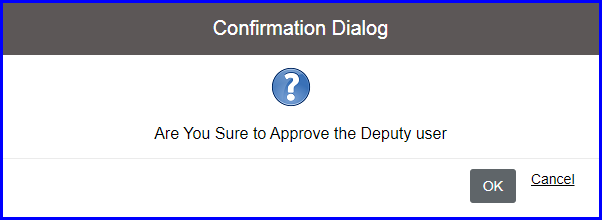 Confirmation Dialog
?
Are You Sure to Approve the Deputy user
OK
Cancel